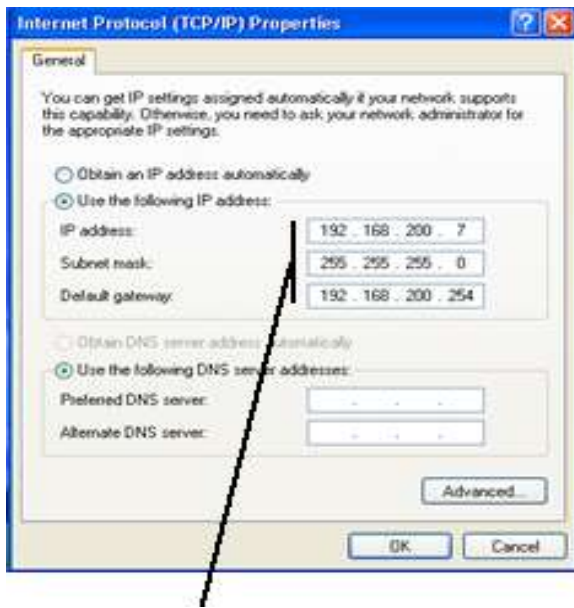 Internet Protocol (TCP/IP) Properties
General
You can get IP settings assigned automatically if your network supports
this capability. Otherwise, you need to ask your network administrator for
the appropriate IP settings.
Obtain an IP address automatically
Use the following IP address:
IP address: 192 . 168 . 200 . 7
Subnet mask: 255 . 255 . 255 . 0
Default gateway: 192 . 168 . 200 . 254
Obtain DNS server address automatically
Use the following DNS server addresses:
Preferred DNS server: . . .
Alternate DNS server: . . .
Advanced...
OK Cancel